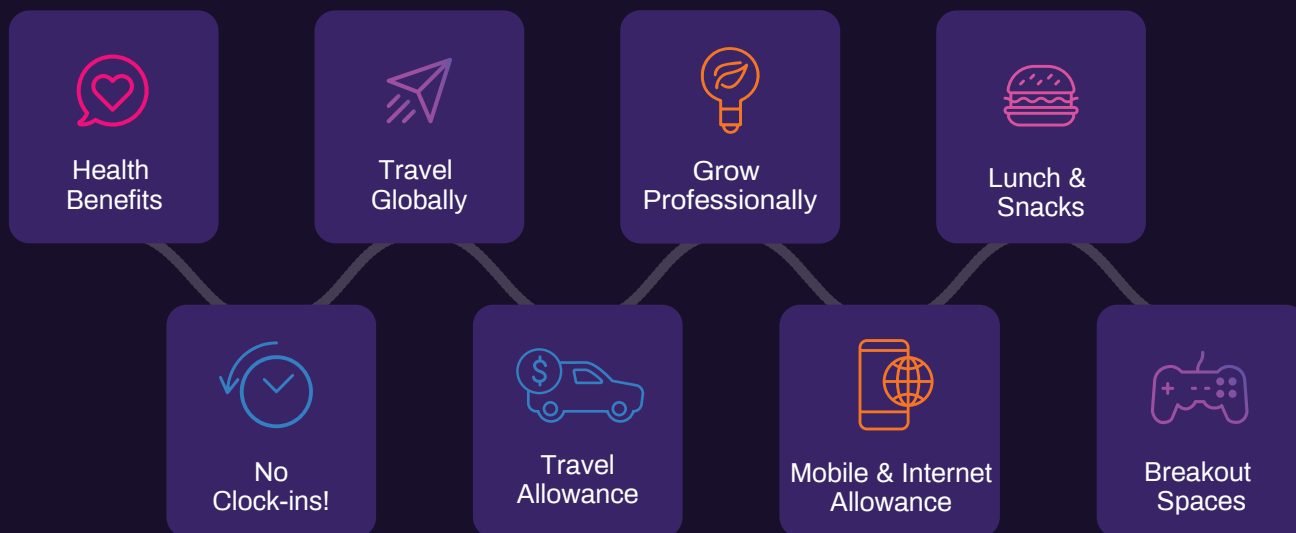 Health
Benefits
Travel
Globally
Grow
Professionally
Lunch &
Snacks
No
Clock-ins!
$
Travel
Allowance
Mobile & Internet
Allowance
Breakout
Spaces